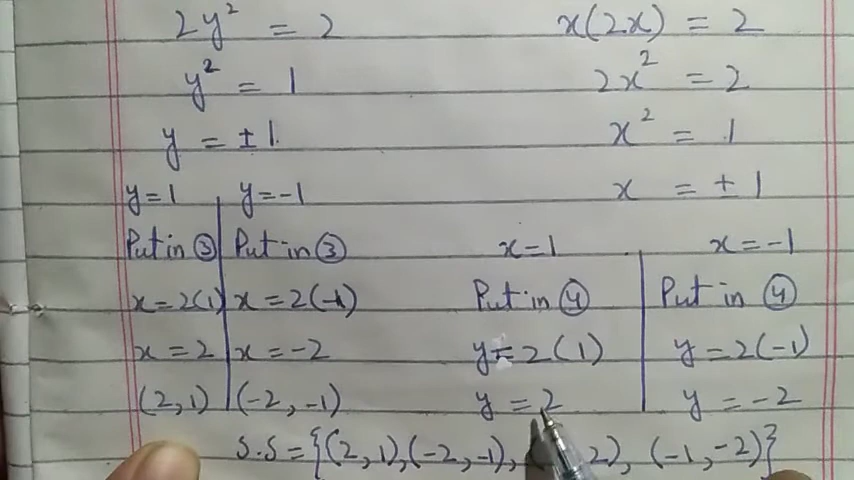 2y² = 2
y² = 1
y = ±1.
y=1 y=-1
Put in ③ Put in ③
x=2(1) x=2(-1)
x=2 x=-2
(2,1) (-2,-1)
x(2x) = 2
2x² = 2
x² = 1
x = ±1
x=1 x=-1
Put in ④ Put in ④
y=2(1) y=2(-1)
y=2 y=-2
S.S={(2,1),(-2,-1),( 2),(-1,-2)}